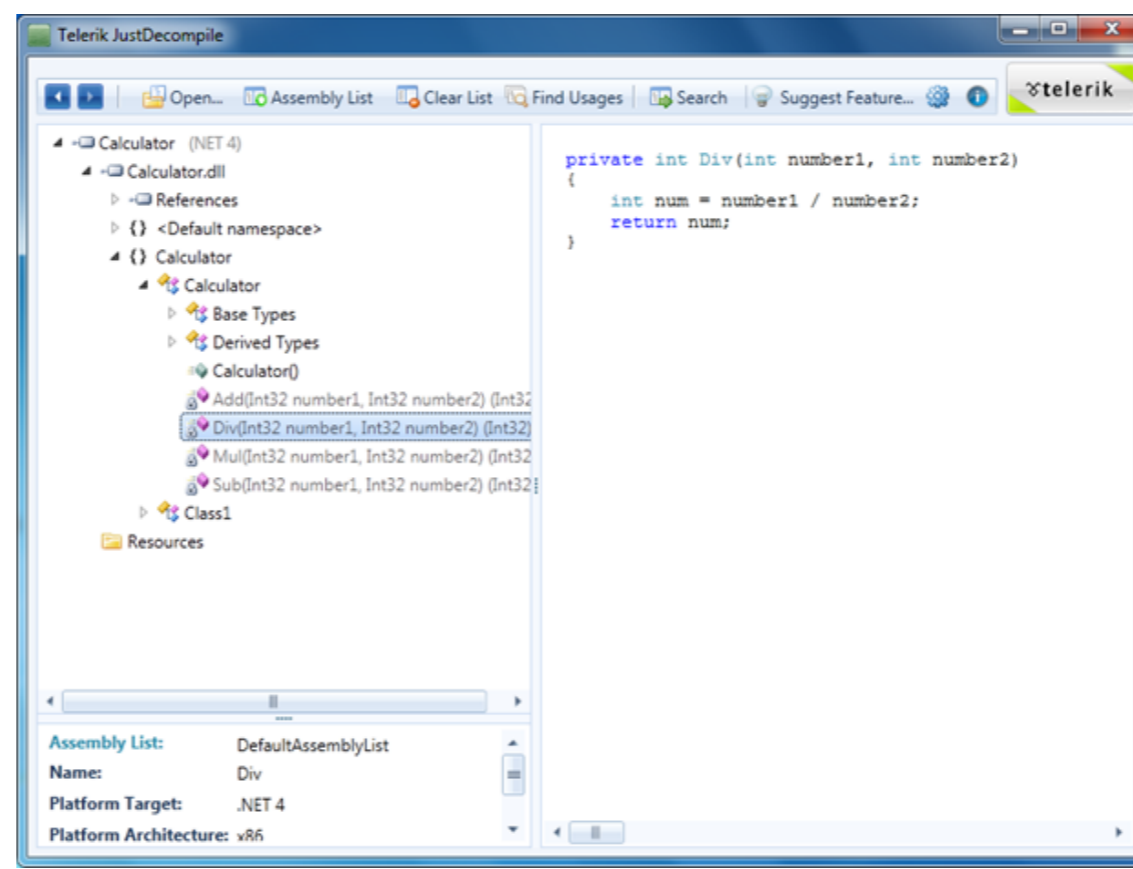 Telerik JustDecompile
Open... Assembly List Clear List Find Usages Search Suggest Feature... telerik
Calculator (NET 4)
Calculator.dll
References
{} <Default namespace>
{} Calculator
Calculator
Base Types
Derived Types
Calculator()
Add(Int32 number1, Int32 number2) (Int32
Div(Int32 number1, Int32 number2) (Int32)
Mul(Int32 number1, Int32 number2) (Int32
Sub(Int32 number1, Int32 number2) (Int32
Class1
Resources
Assembly List: DefaultAssemblyList
Name: Div
Platform Target: .NET 4
Platform Architecture: x86
private int Div(int number1, int number2)
{
int num = number1 / number2;
return num;
}